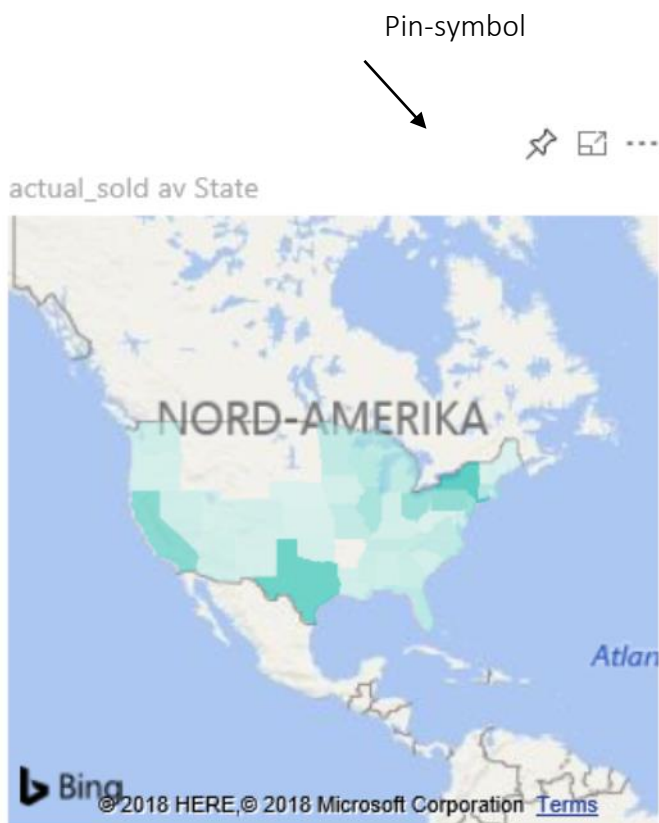 Pin-symbol
actual_sold av State
NORD-AMERIKA
Atlan
Bing
© 2018 HERE,© 2018 Microsoft Corporation Terms